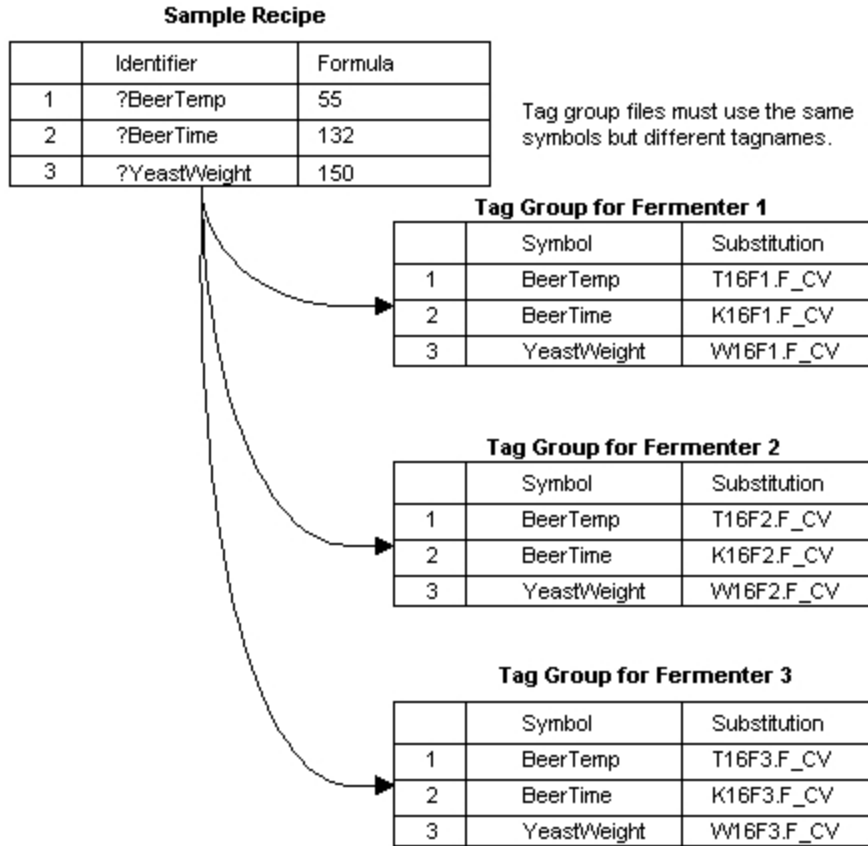 Sample Recipe
Identifier Formula
1 ?BeerTemp 55
2 ?BeerTime 132
3 ?YeastWeight 150
Tag group files must use the same
symbols but different tagnames.
Tag Group for Fermenter 1
Symbol Substitution
1 BeerTemp T16F1.F_CV
2 BeerTime K16F1.F_CV
3 YeastWeight W16F1.F_CV
Tag Group for Fermenter 2
Symbol Substitution
1 BeerTemp T16F2.F_CV
2 BeerTime K16F2.F_CV
3 YeastWeight W16F2.F_CV
Tag Group for Fermenter 3
Symbol Substitution
1 BeerTemp T16F3.F_CV
2 BeerTime K16F3.F_CV
3 YeastWeight W16F3.F_CV